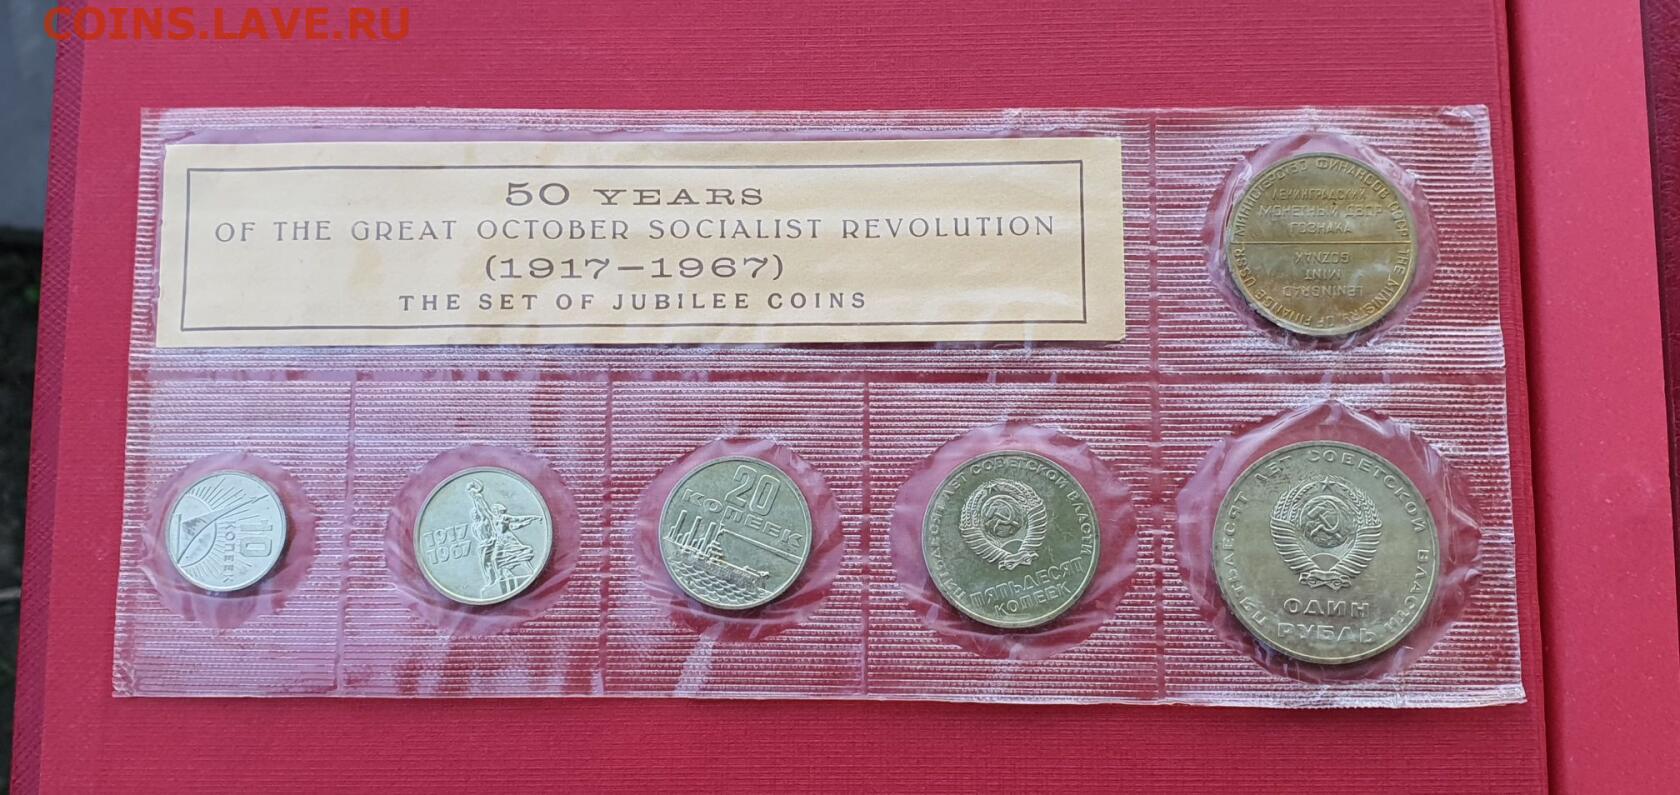 COINS.LAVE.RU
50 YEARS
OF THE GREAT OCTOBER SOCIALIST REVOLUTION
(1917–1967)
THE SET OF JUBILEE COINS
МИНИСТЕРСТВО ФИНАНСОВ СССР
THE MINISTRY OF FINANSE USSR
ЛЕНИНГРАДСКИЙ
МОНЕТНЫЙ ДВОР
ГОЗНАКА
LENINGRAD
MINT
GOZNAK
10
КОПЕЕК
1917
1967
20
КОПЕЕК
ПЯТЬДЕСЯТ ЛЕТ СОВЕТСКОЙ ВЛАСТИ
ПЯТЬДЕСЯТ
КОПЕЕК
ПЯТЬДЕСЯТ ЛЕТ СОВЕТСКОЙ ВЛАСТИ
ОДИН
РУБЛЬ